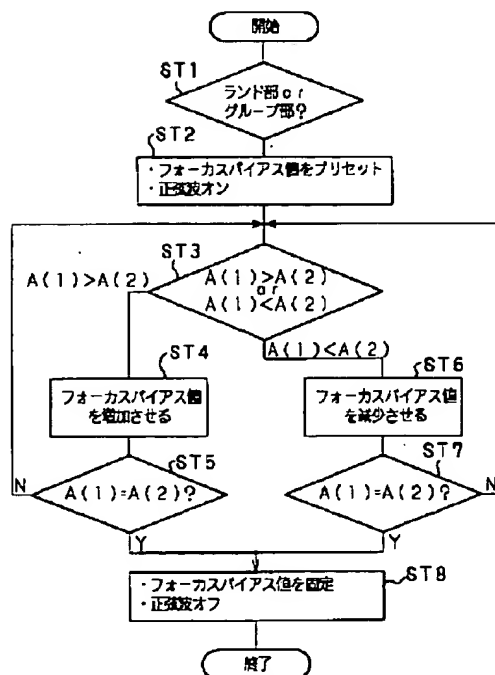 開始
ST1
ランド部or
グルーブ部?
ST2
・フォーカスバイアス値をプリセット
・正弦波オン
ST3
A(1)>A(2)
A(1)>A(2)
or
A(1)<A(2)
A(1)<A(2)
ST4
フォーカスバイアス値
を増加させる
ST6
フォーカスバイアス値
を減少させる
ST5
A(1)=A(2)?
N
Y
ST7
A(1)=A(2)?
N
Y
ST8
・フォーカスバイアス値を固定
・正弦波オフ
終了